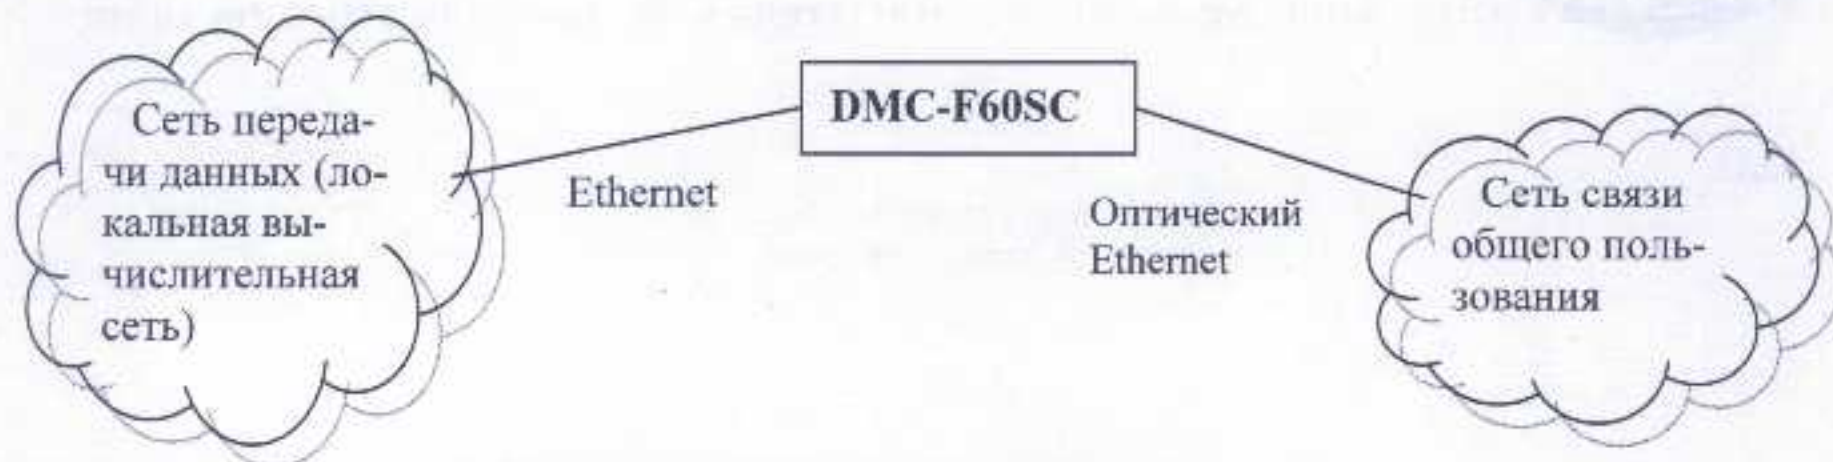 Сеть переда-
чи данных (ло-
кальная вы-
числительная
сеть)
Ethernet
DMC-F60SC
Оптический
Ethernet
Сеть связи
общего поль-
зования